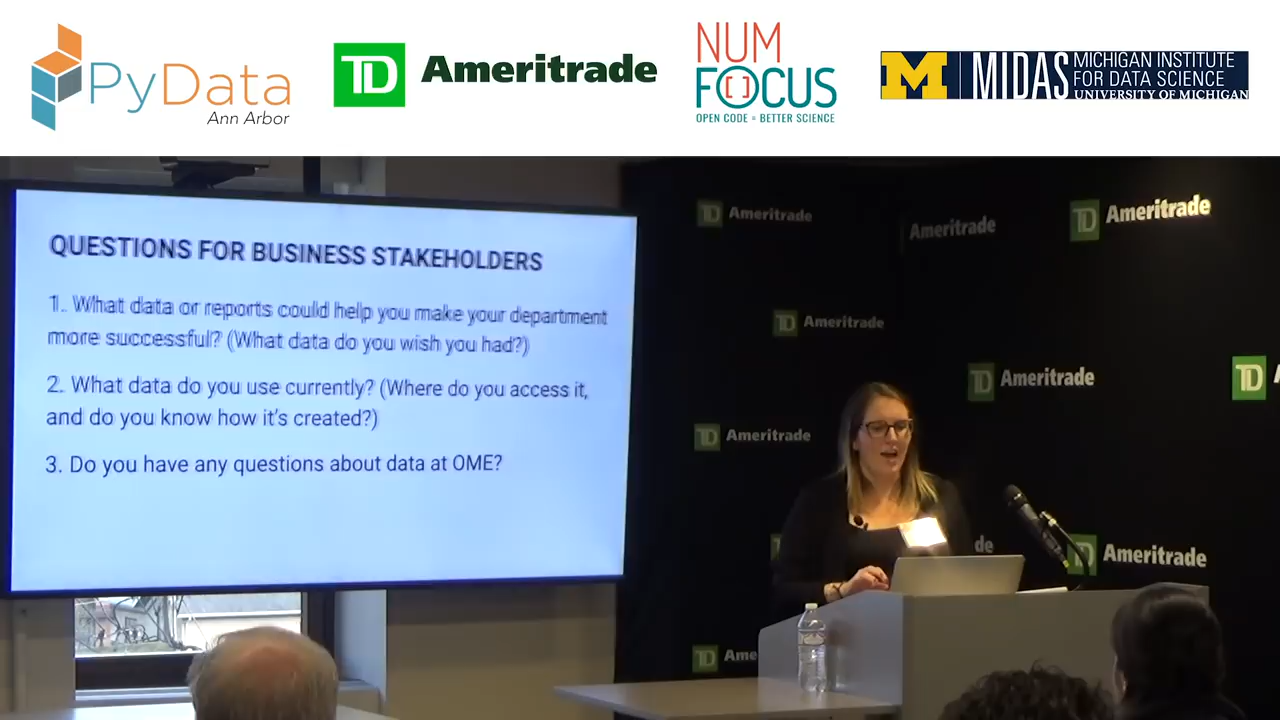 PyData
Ann Arbor
TD Ameritrade
NUM
FOCUS
OPEN CODE = BETTER SCIENCE
M MIDAS
MICHIGAN INSTITUTE
FOR DATA SCIENCE
UNIVERSITY OF MICHIGAN
QUESTIONS FOR BUSINESS STAKEHOLDERS
1. What data or reports could help you make your department
more successful? (What data do you wish you had?)
2. What data do you use currently? (Where do you access it,
and do you know how it's created?)
3. Do you have any questions about data at OME?
TD Ameritrade
Ameritrade
TD Ameritrade
TD Ameritrade
TD Ameritrade
TD A
TD Ameritrade
de
TD Ameritrade
TD Ame